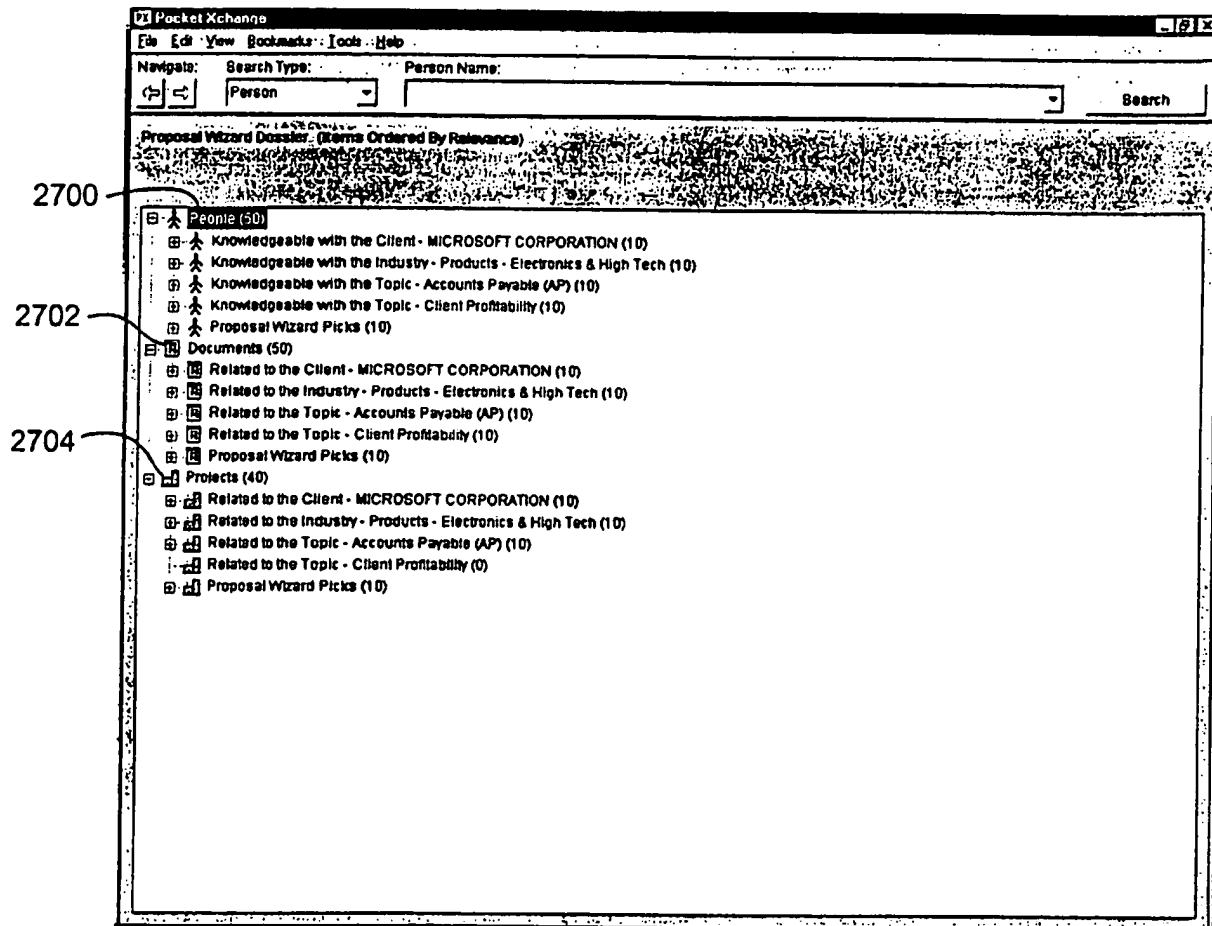 PX Pocket Xchange
File Edit View Bookmarks Tools Help
Navigate: Search Type: Person Name:
Person Search
Proposal Wizard Dossier. (Items Ordered By Relevance)
2700
People (50)
Knowledgeable with the Client - MICROSOFT CORPORATION (10)
Knowledgeable with the Industry - Products - Electronics & High Tech (10)
Knowledgeable with the Topic - Accounts Payable (AP) (10)
Knowledgeable with the Topic - Client Profitability (10)
2702
Proposal Wizard Picks (10)
Documents (50)
Related to the Client - MICROSOFT CORPORATION (10)
Related to the Industry - Products - Electronics & High Tech (10)
Related to the Topic - Accounts Payable (AP) (10)
2704
Related to the Topic - Client Profitability (10)
Proposal Wizard Picks (10)
Projects (40)
Related to the Client - MICROSOFT CORPORATION (10)
Related to the Industry - Products - Electronics & High Tech (10)
Related to the Topic - Accounts Payable (AP) (10)
Related to the Topic - Client Profitability (0)
Proposal Wizard Picks (10)